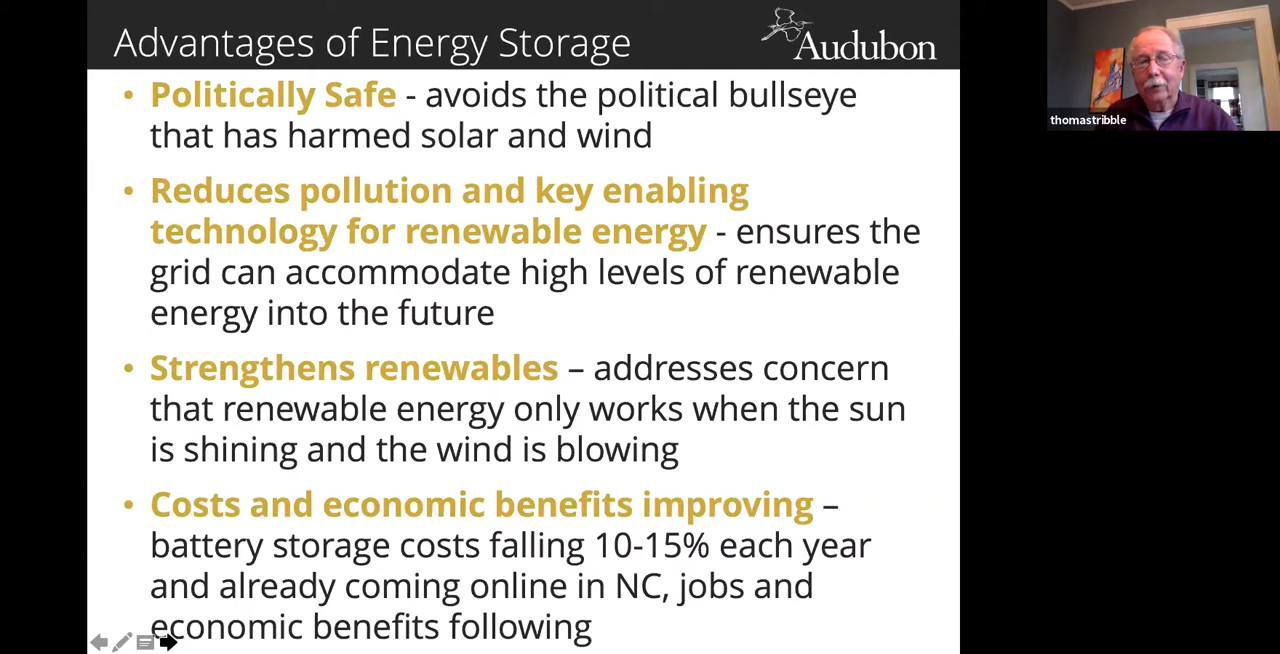 Advantages of Energy Storage
Audubon
• Politically Safe - avoids the political bullseye
that has harmed solar and wind
• Reduces pollution and key enabling
technology for renewable energy - ensures the
grid can accommodate high levels of renewable
energy into the future
• Strengthens renewables – addresses concern
that renewable energy only works when the sun
is shining and the wind is blowing
• Costs and economic benefits improving –
battery storage costs falling 10-15% each year
and already coming online in NC, jobs and
economic benefits following
thomastribble